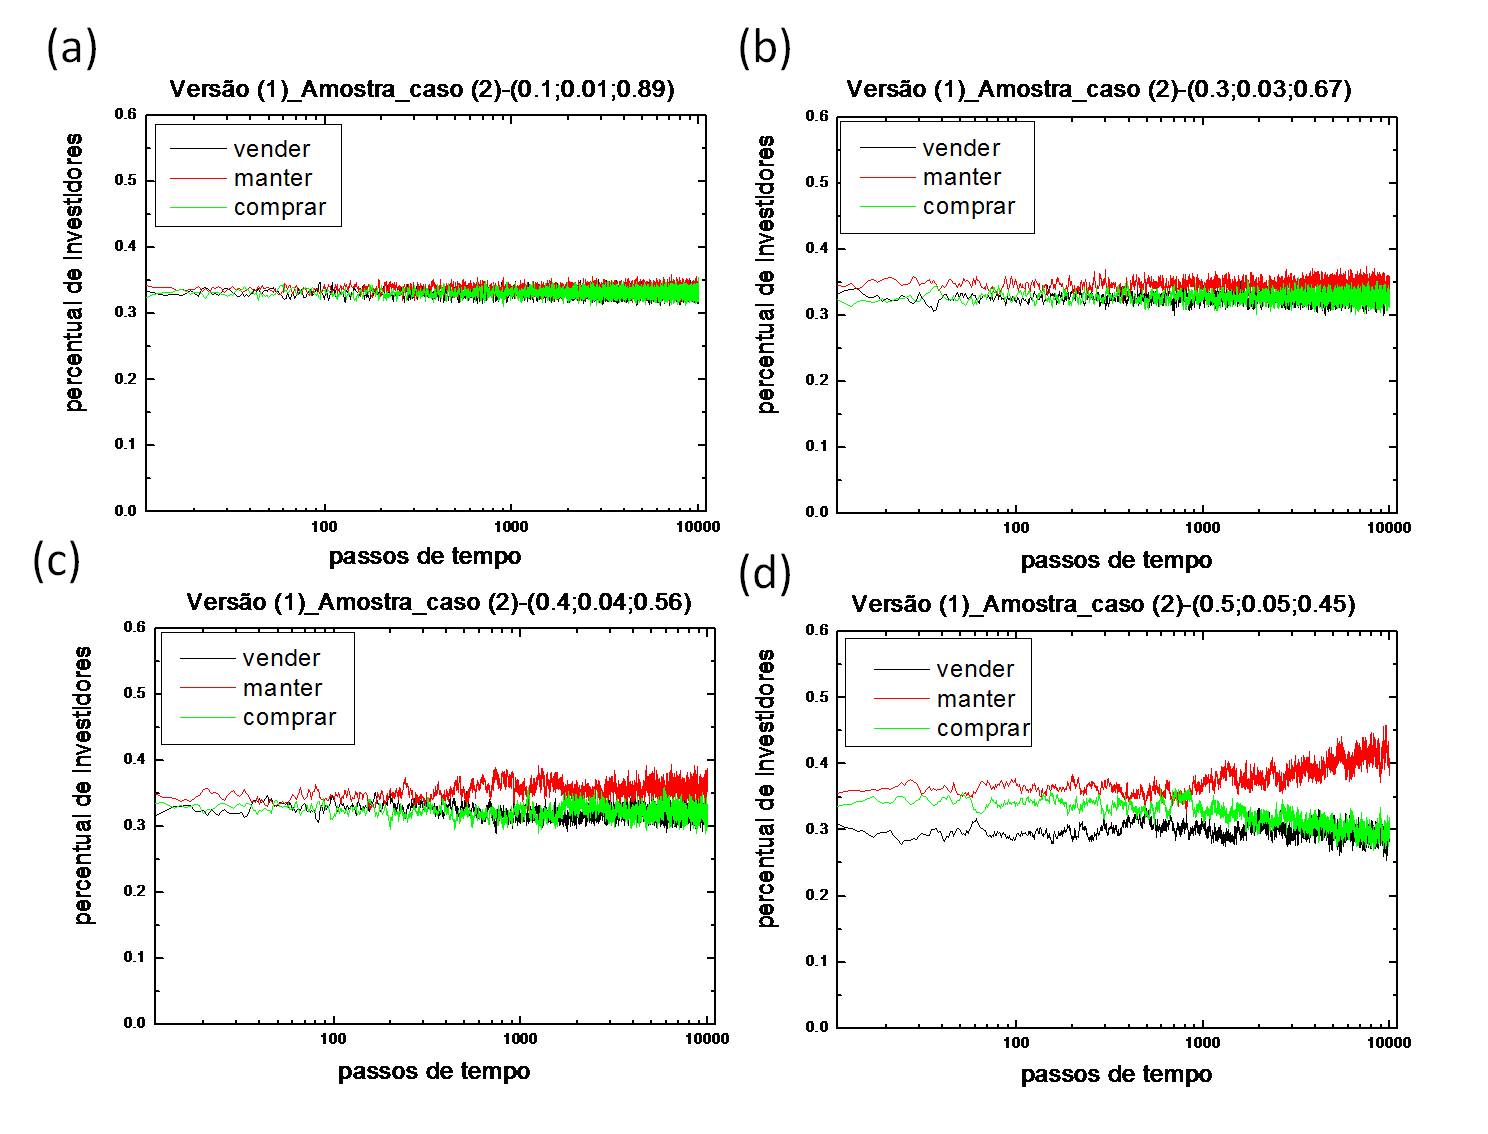 (a)
Versão (1)_Amostra_caso (2)-(0.1;0.01;0.89)
0.6
0.5
0.4
0.3
0.2
0.1
0.0
percentual de Investidores
vender
manter
comprar
100
1000
10000
passos de tempo
(b)
Versão (1)_Amostra_caso (2)-(0.3;0.03;0.67)
0.6
0.5
0.4
0.3
0.2
0.1
0.0
percentual de Investidores
vender
manter
comprar
100
1000
10000
passos de tempo
(c)
Versão (1)_Amostra_caso (2)-(0.4;0.04;0.56)
0.6
0.5
0.4
0.3
0.2
0.1
0.0
percentual de Investidores
vender
manter
comprar
100
1000
10000
passos de tempo
(d)
Versão (1)_Amostra_caso (2)-(0.5;0.05;0.45)
0.6
0.5
0.4
0.3
0.2
0.1
0.0
percentual de Investidores
vender
manter
comprar
100
1000
10000
passos de tempo